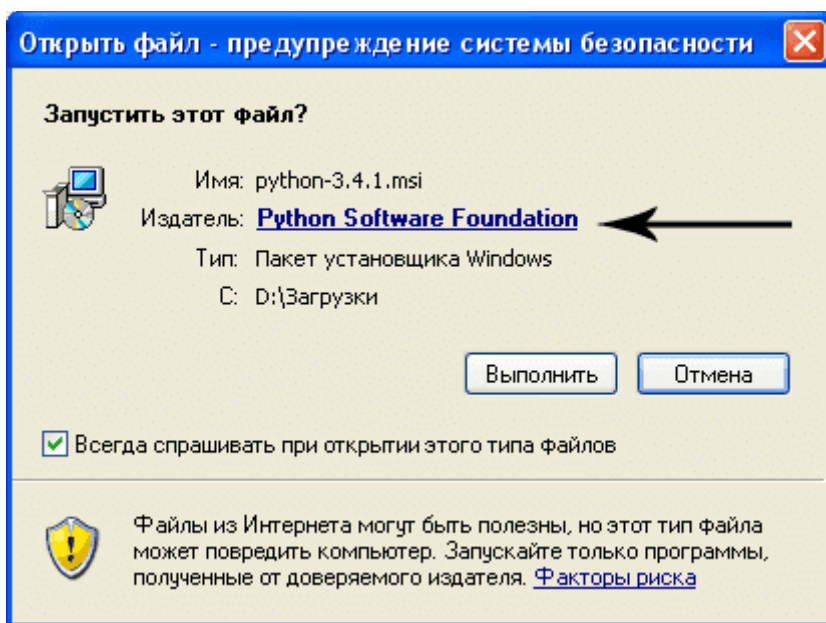 Открыть файл - предупреждение системы безопасности
Запустить этот файл?
Имя: python-3.4.1.msi
Издатель: Python Software Foundation
Тип: Пакет установщика Windows
С: D:\Загрузки
Выполнить
Отмена
Всегда спрашивать при открытии этого типа файлов
Файлы из Интернета могут быть полезны, но этот тип файла
может повредить компьютер. Запускайте только программы,
полученные от доверяемого издателя. Факторы риска